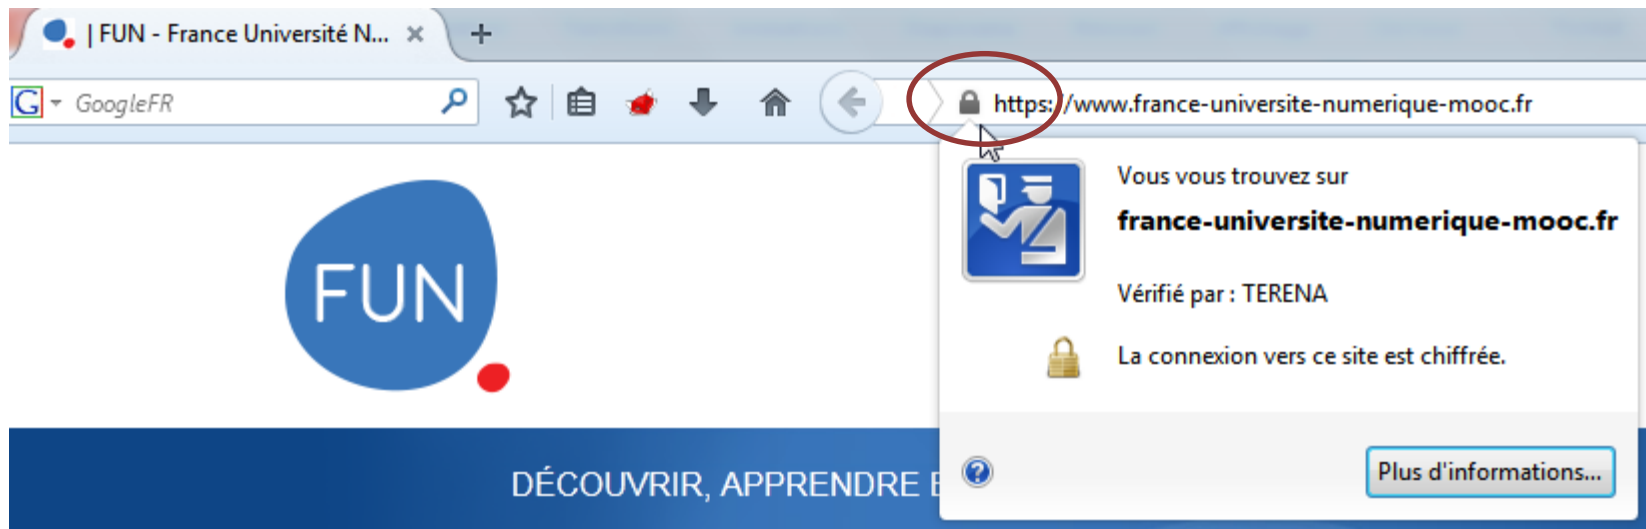 | FUN - France Université N...
GoogleFR
https://www.france-universite-numerique-mooc.fr
Vous vous trouvez sur
france-universite-numerique-mooc.fr
Vérifié par : TERENA
La connexion vers ce site est chiffrée.
Plus d'informations...
FUN
DÉCOUVRIR, APPRENDRE E